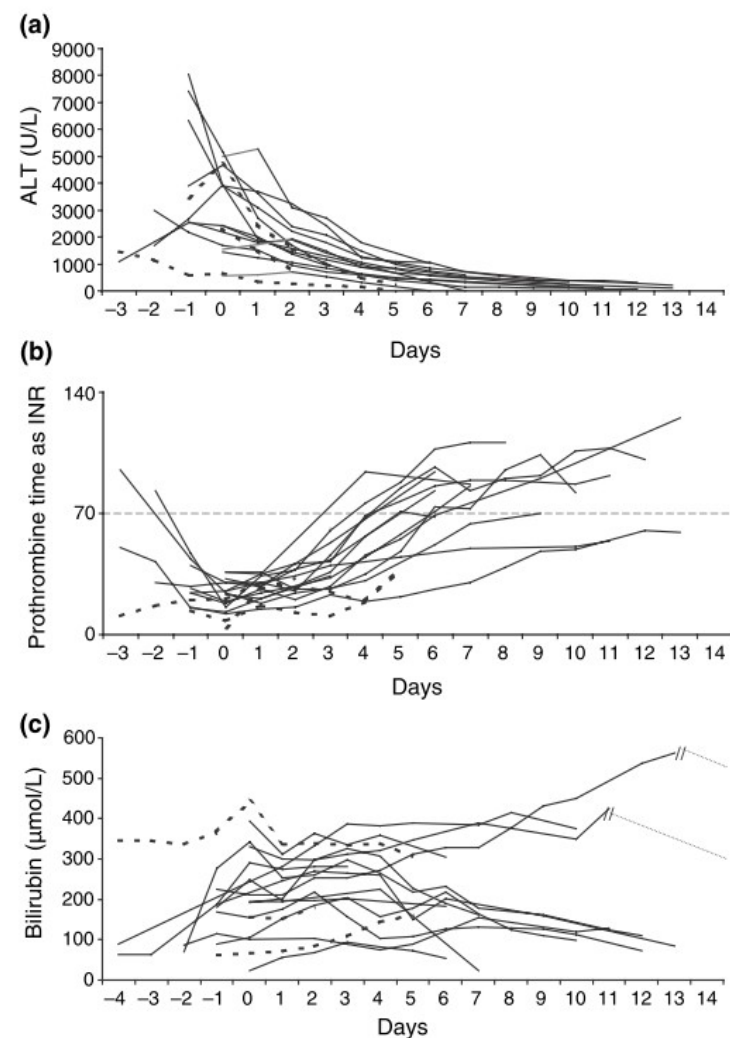 (a)
9000
8000
7000
6000
5000
4000
3000
2000
1000
0
ALT (U/L)
–3 –2 –1 0 1 2 3 4 5 6 7 8 9 10 11 12 13 14
Days
(b)
140
70
0
Prothrombine time as INR
–3 –2 –1 0 1 2 3 4 5 6 7 8 9 10 11 12 13 14
Days
(c)
600
500
400
300
200
100
0
Bilirubin (µmol/L)
//
//
–4 –3 –2 –1 0 1 2 3 4 5 6 7 8 9 10 11 12 13 14
Days